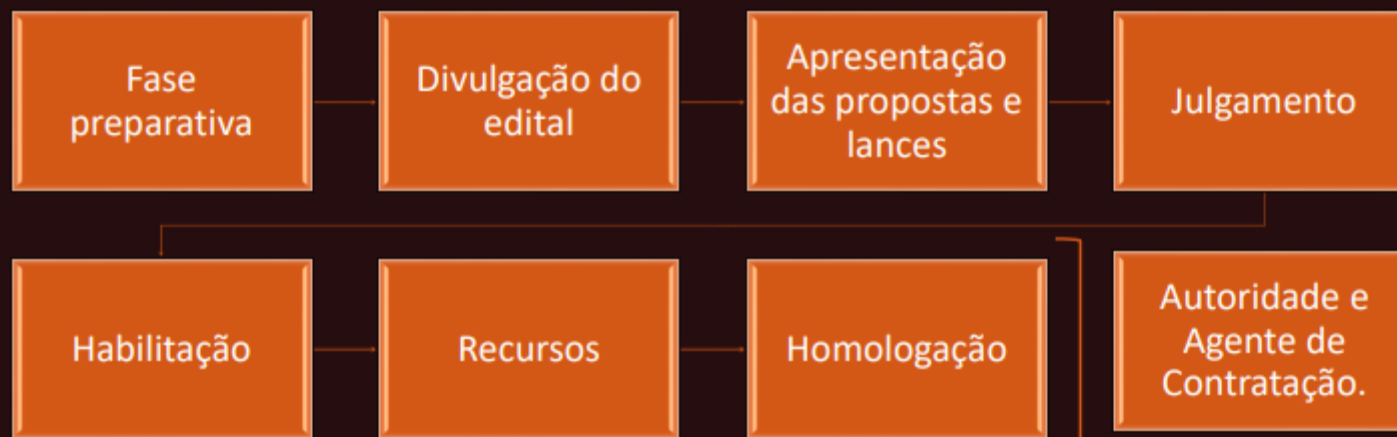 Fase
preparativa
Divulgação do
edital
Apresentação
das propostas e
lances
Julgamento
Habilitação
Recursos
Homologação
Autoridade e
Agente de
Contratação.